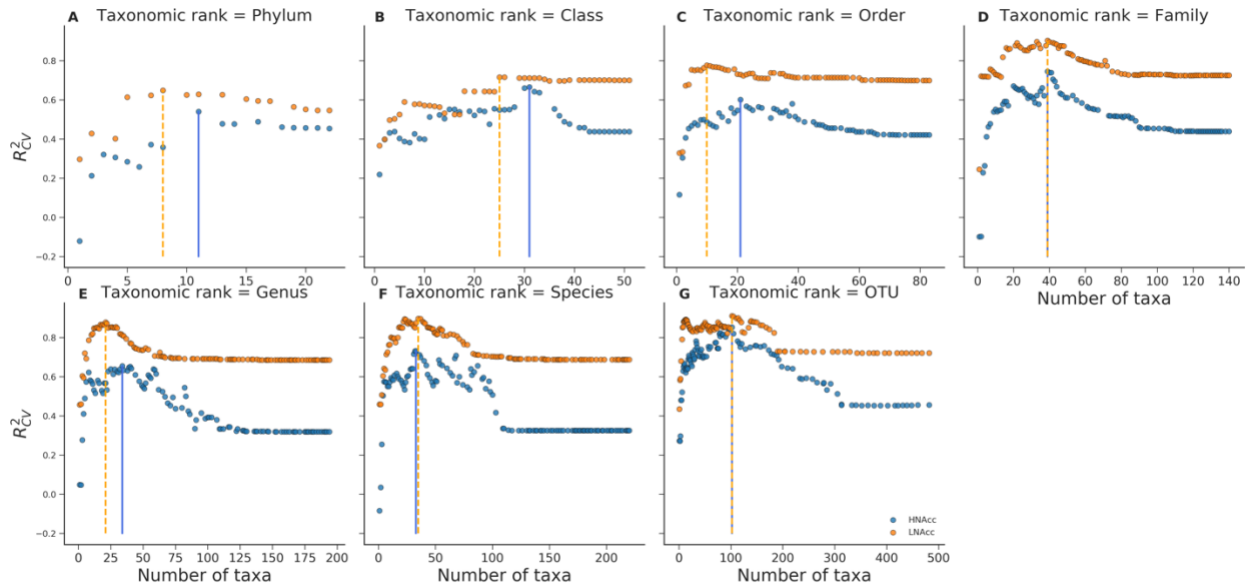 A Taxonomic rank = Phylum
B Taxonomic rank = Class
C Taxonomic rank = Order
D Taxonomic rank = Family
0.8
0.6
0.4
0.2
0.0
−0.2
R²CV
0 5 10 15 20
0 10 20 30 40 50
0 20 40 60 80
0 20 40 60 80 100 120 140
Number of taxa
E Taxonomic rank = Genus
F Taxonomic rank = Species
G Taxonomic rank = OTU
0.8
0.6
0.4
0.2
0.0
−0.2
R²CV
HNAcc
LNAcc
0 25 50 75 100 125 150 175 200
0 50 100 150 200
0 100 200 300 400 500
Number of taxa
Number of taxa
Number of taxa